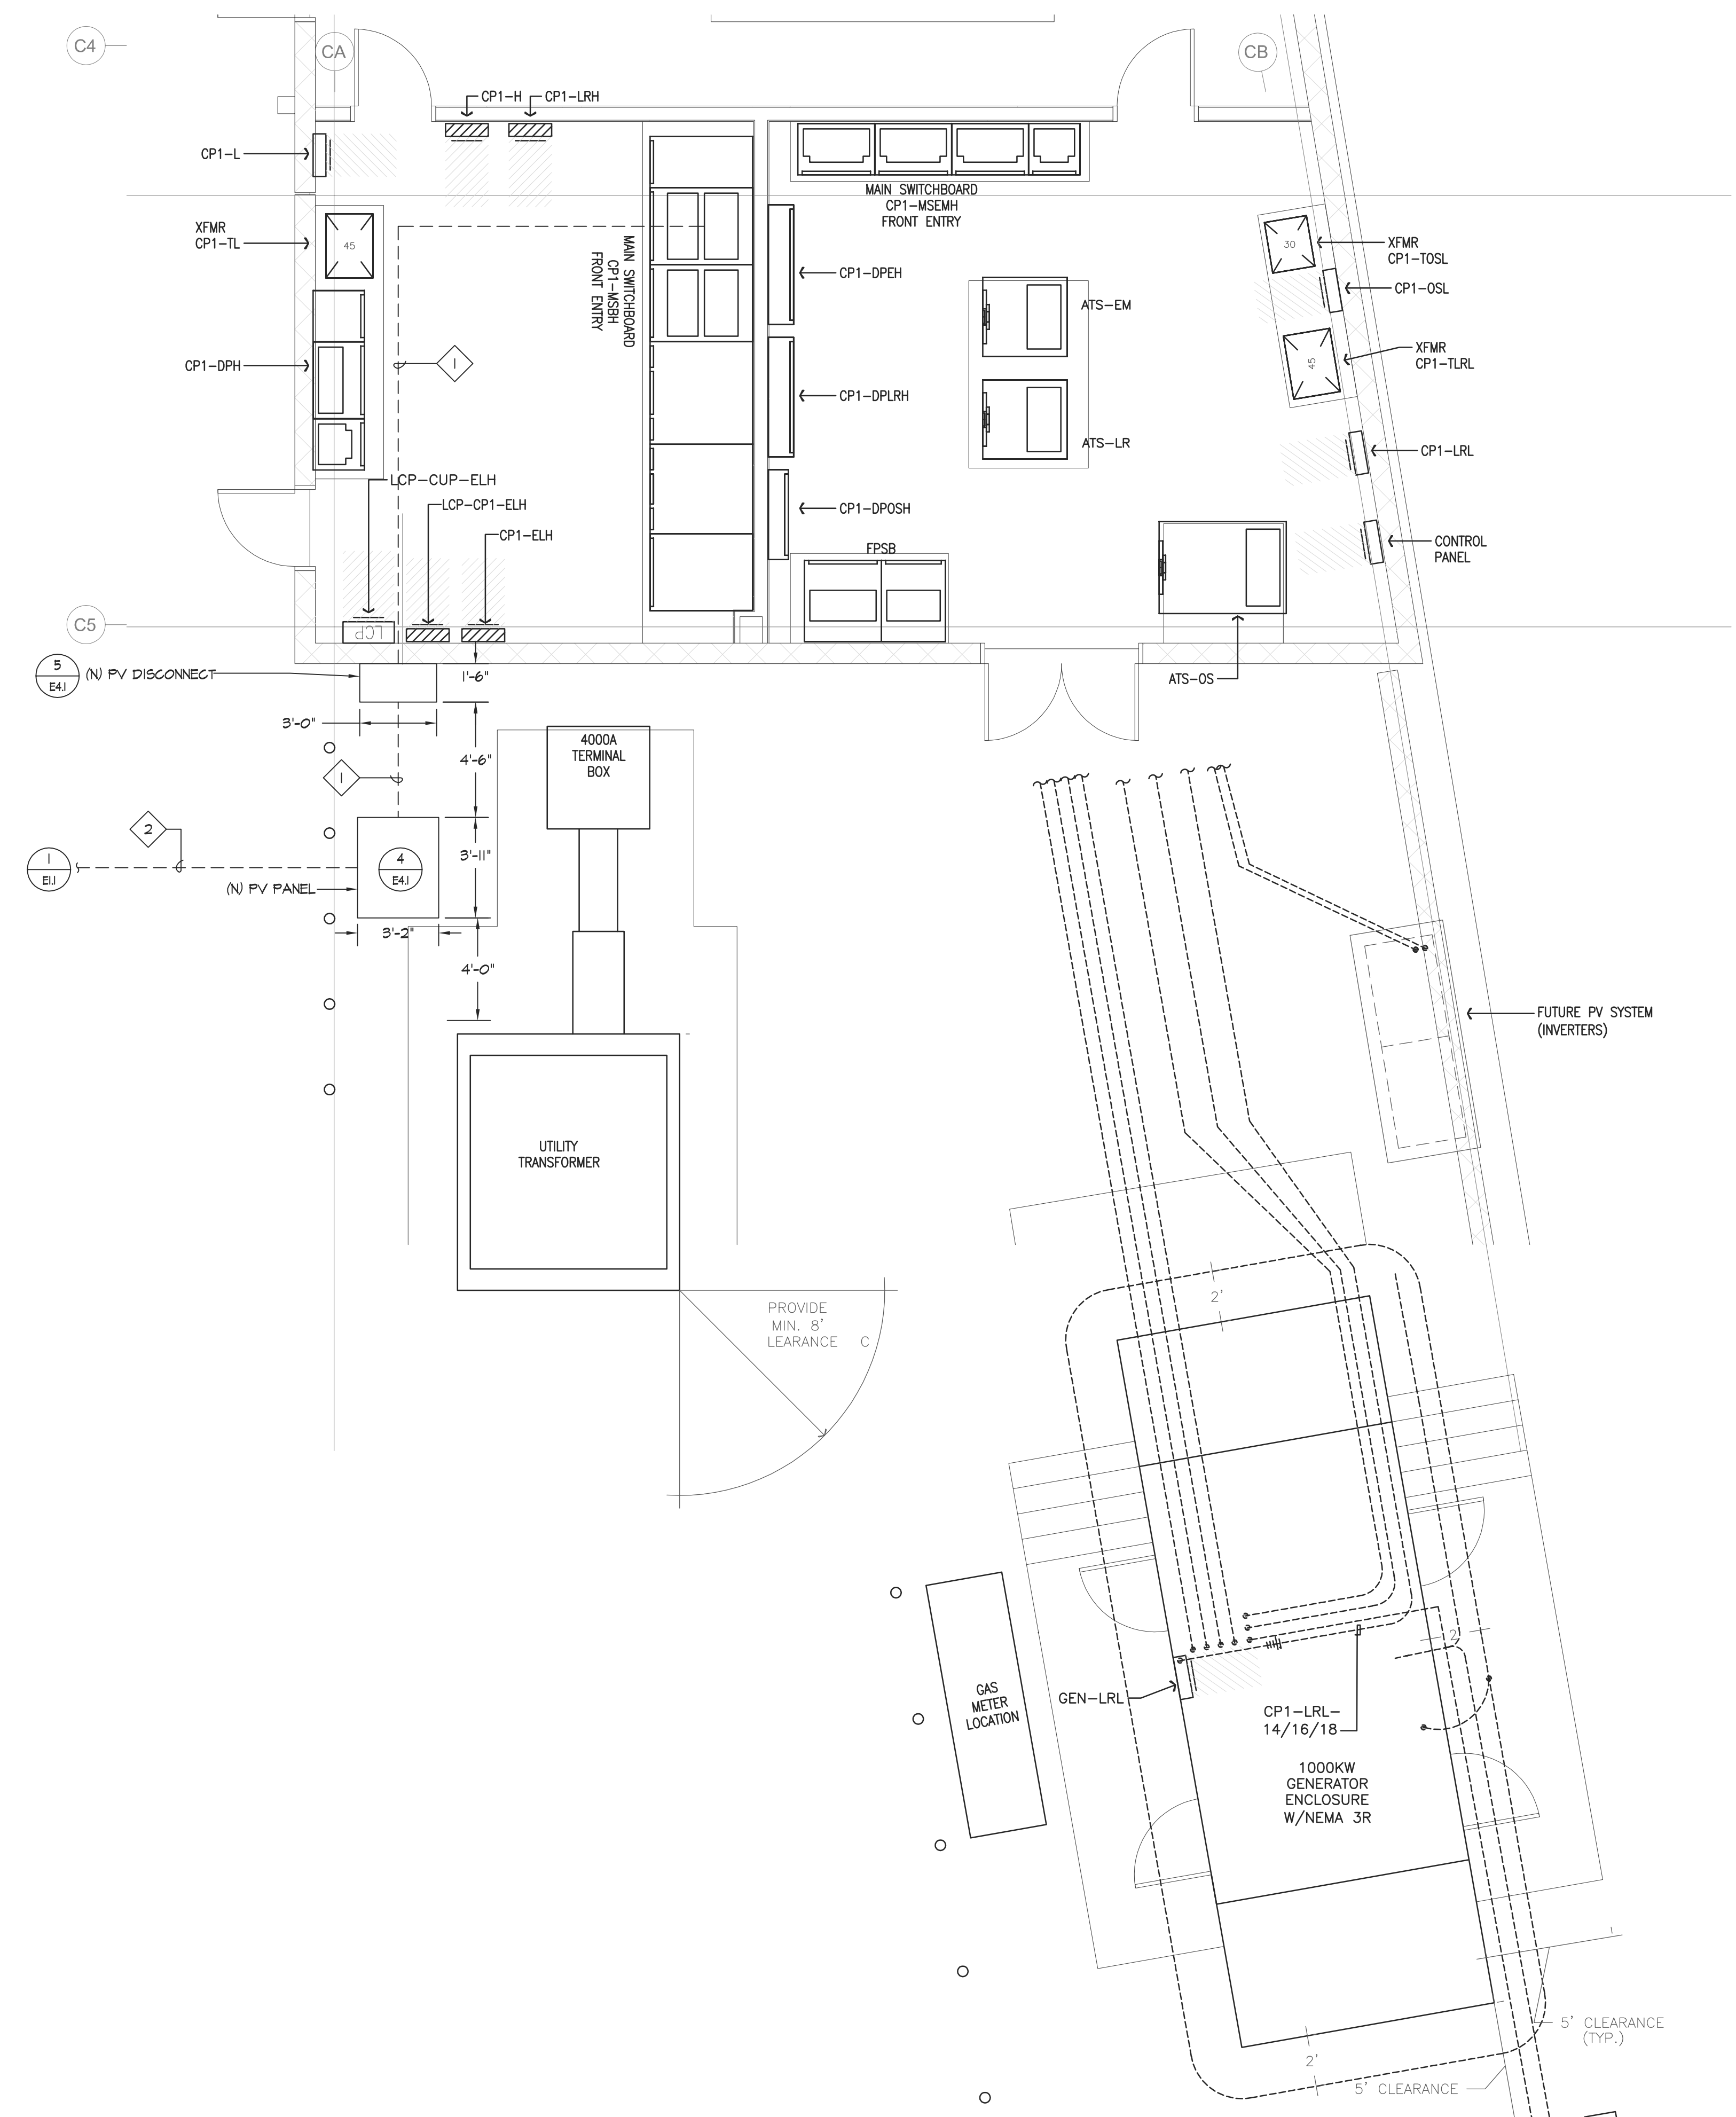 C4
CA
CB
CP1-H
CP1-LRH
CP1-L
MAIN SWITCHBOARD
CP1-MSEMH
FRONT ENTRY
XFMR
CP1-TL
45
MAIN SWITCHBOARD
CP1-MSBH
FRONT ENTRY
CP1-DPEH
30
XFMR
CP1-TOSL
CP1-OSL
ATS-EM
CP1-DPH
1
CP1-DPLRH
45
XFMR
CP1-TLRL
ATS-LR
CP1-LRL
LCP-CUP-ELH
LCP-CP1-ELH
CP1-ELH
CP1-DPOSH
FPSB
CONTROL
PANEL
C5
LCP
5
E4.1
(N) PV DISCONNECT
1'-6"
ATS-OS
3'-0"
4'-6"
4000A
TERMINAL
BOX
1
2
1
E1.1
4
E4.1
3'-11"
(N) PV PANEL
3'-2"
4'-0"
FUTURE PV SYSTEM
(INVERTERS)
UTILITY
TRANSFORMER
2'
PROVIDE
MIN. 8'
LEARANCE C
2'
GAS
METER
LOCATION
GEN-LRL
CP1-LRL-
14/16/18
1000KW
GENERATOR
ENCLOSURE
W/NEMA 3R
5' CLEARANCE
(TYP.)
2'
5' CLEARANCE